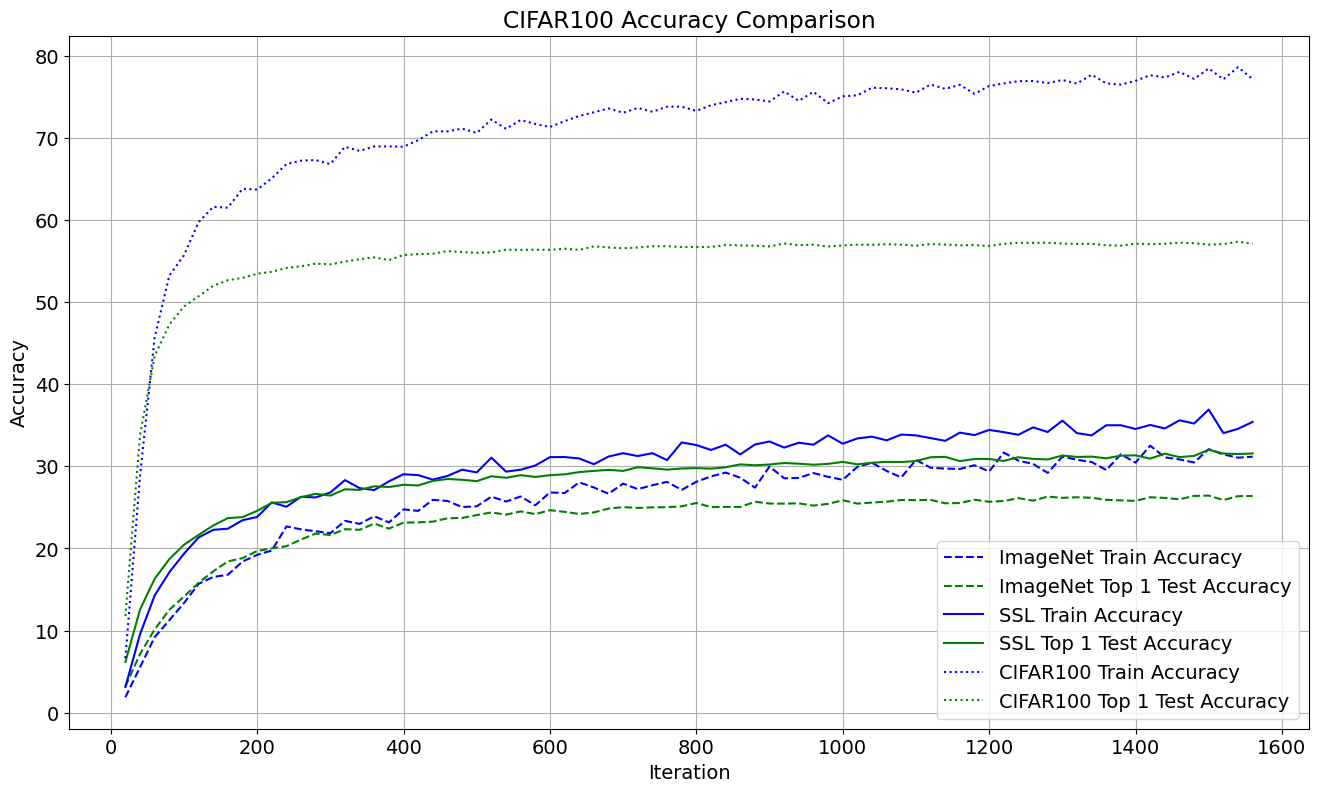 CIFAR100 Accuracy Comparison
80
70
60
50
40
30
20
10
0
Accuracy
0 200 400 600 800 1000 1200 1400 1600
Iteration
ImageNet Train Accuracy
ImageNet Top 1 Test Accuracy
SSL Train Accuracy
SSL Top 1 Test Accuracy
CIFAR100 Train Accuracy
CIFAR100 Top 1 Test Accuracy